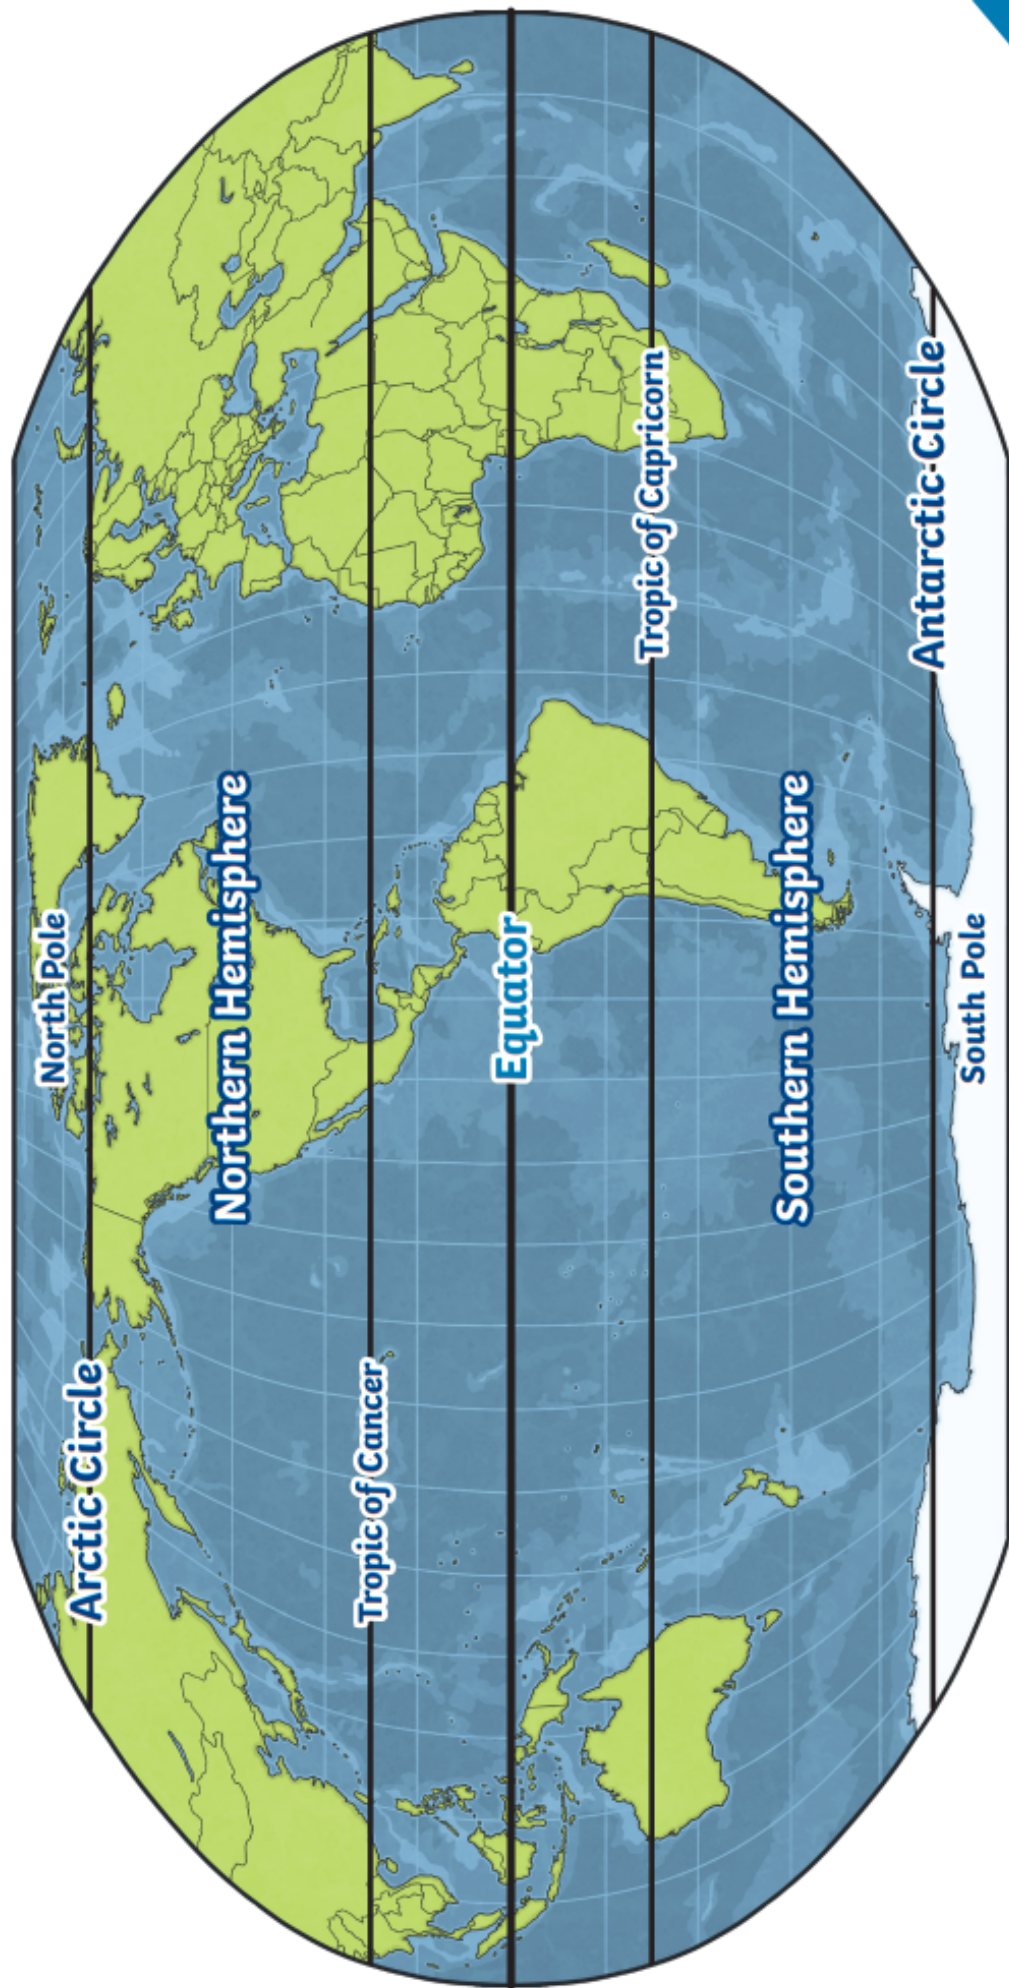 North Pole
Arctic Circle
Northern Hemisphere
Tropic of Cancer
Equator
Tropic of Capricorn
Southern Hemisphere
Antarctic Circle
South Pole